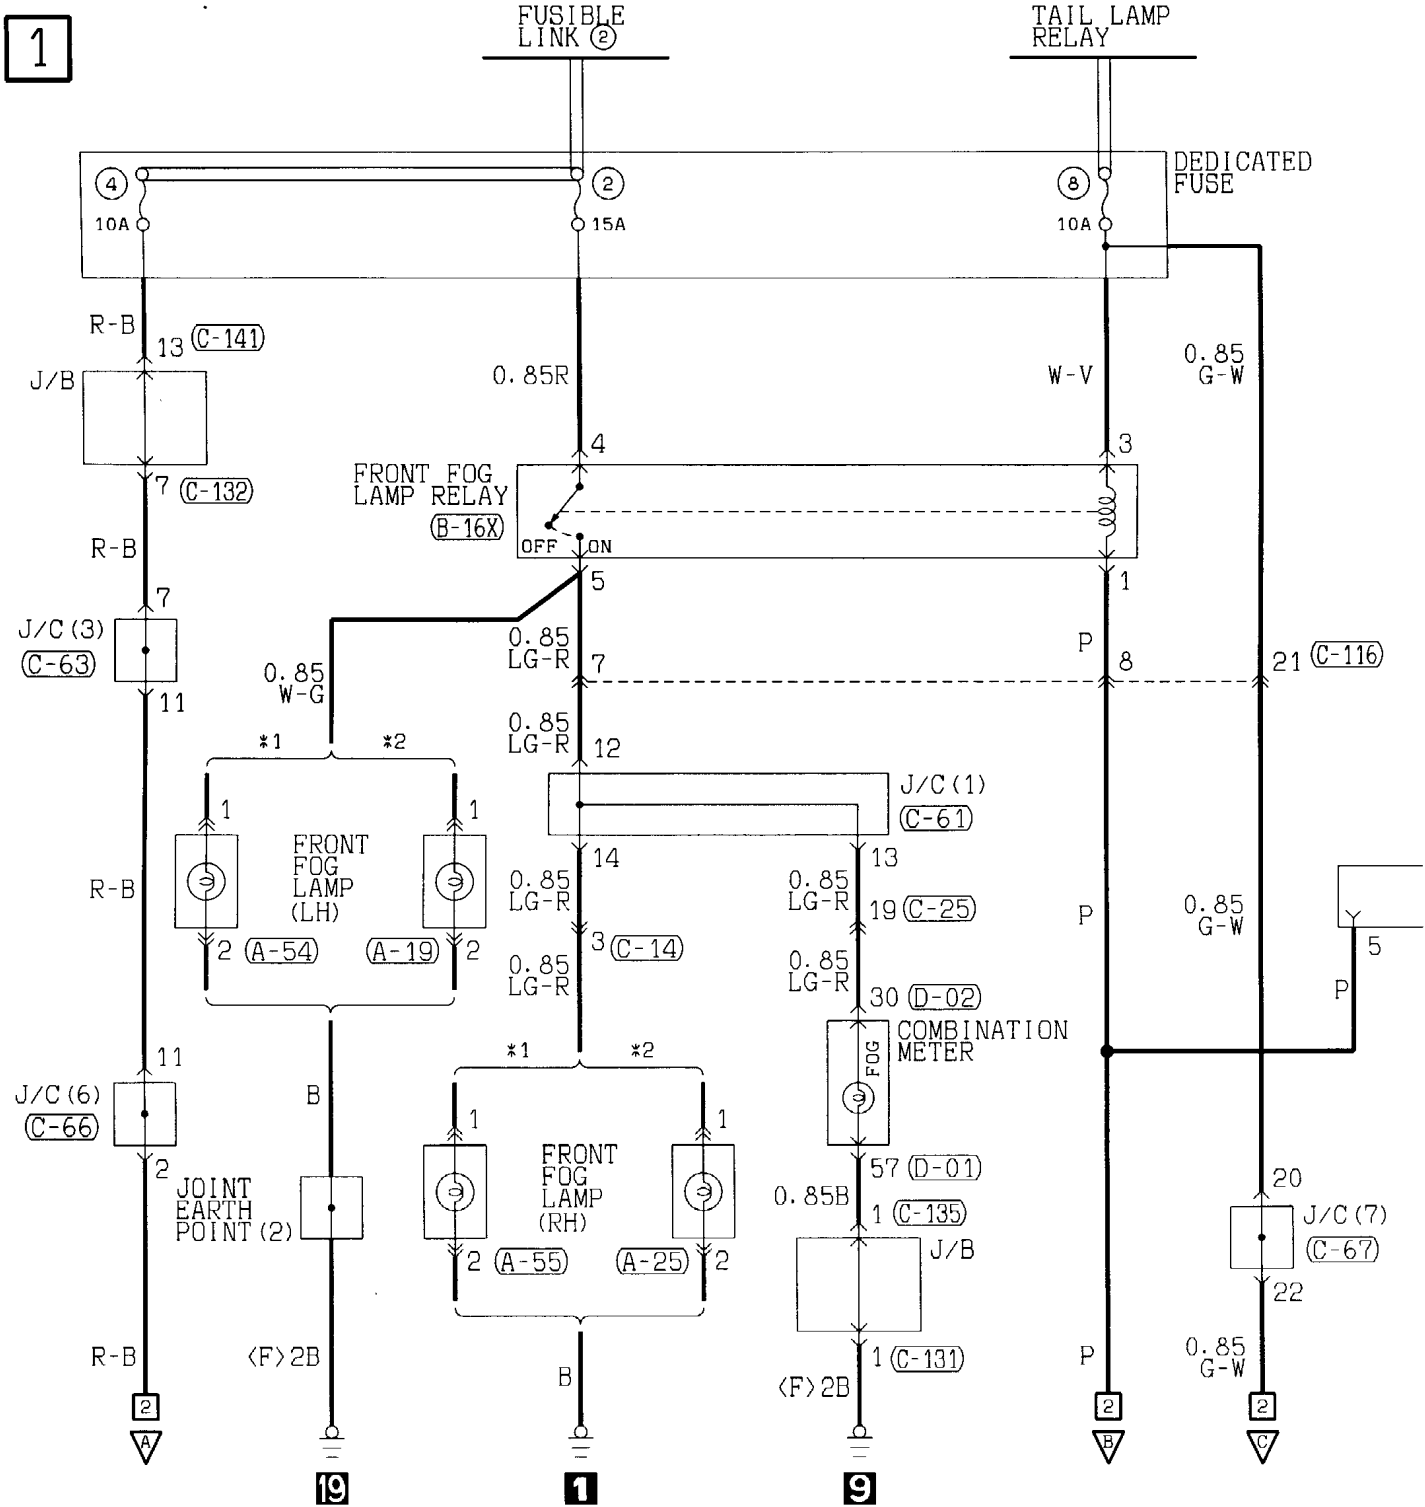 1
FUSIBLE
LINK ②
TAIL LAMP
RELAY
DEDICATED
FUSE
④
10A
②
15A
⑧
10A
R-B
13 (C-141)
J/B
7 (C-132)
0.85R
W-V
0.85
G-W
4
3
FRONT FOG
LAMP RELAY
(B-16X)
OFF
ON
5
1
R-B
7
J/C(3)
(C-63)
11
0.85
W-G
0.85
LG-R
7
P
8
21 (C-116)
0.85
LG-R
12
*1
*2
J/C(1)
(C-61)
1
1
FRONT
FOG
LAMP
(LH)
2 (A-54)
(A-19) 2
R-B
14
13
0.85
LG-R
0.85
LG-R
19 (C-25)
3 (C-14)
0.85
LG-R
0.85
LG-R
30 (D-02)
COMBINATION
METER
FOG
P
0.85
G-W
5
P
11
J/C(6)
(C-66)
2
B
*1
*2
1
1
FRONT
FOG
LAMP
(RH)
2 (A-55)
(A-25) 2
JOINT
EARTH
POINT(2)
57 (D-01)
0.85B
1 (C-135)
J/B
20
J/C(7)
(C-67)
22
R-B
<F>2B
B
1 (C-131)
<F>2B
P
0.85
G-W
2
A
2
B
2
C
19
1
9